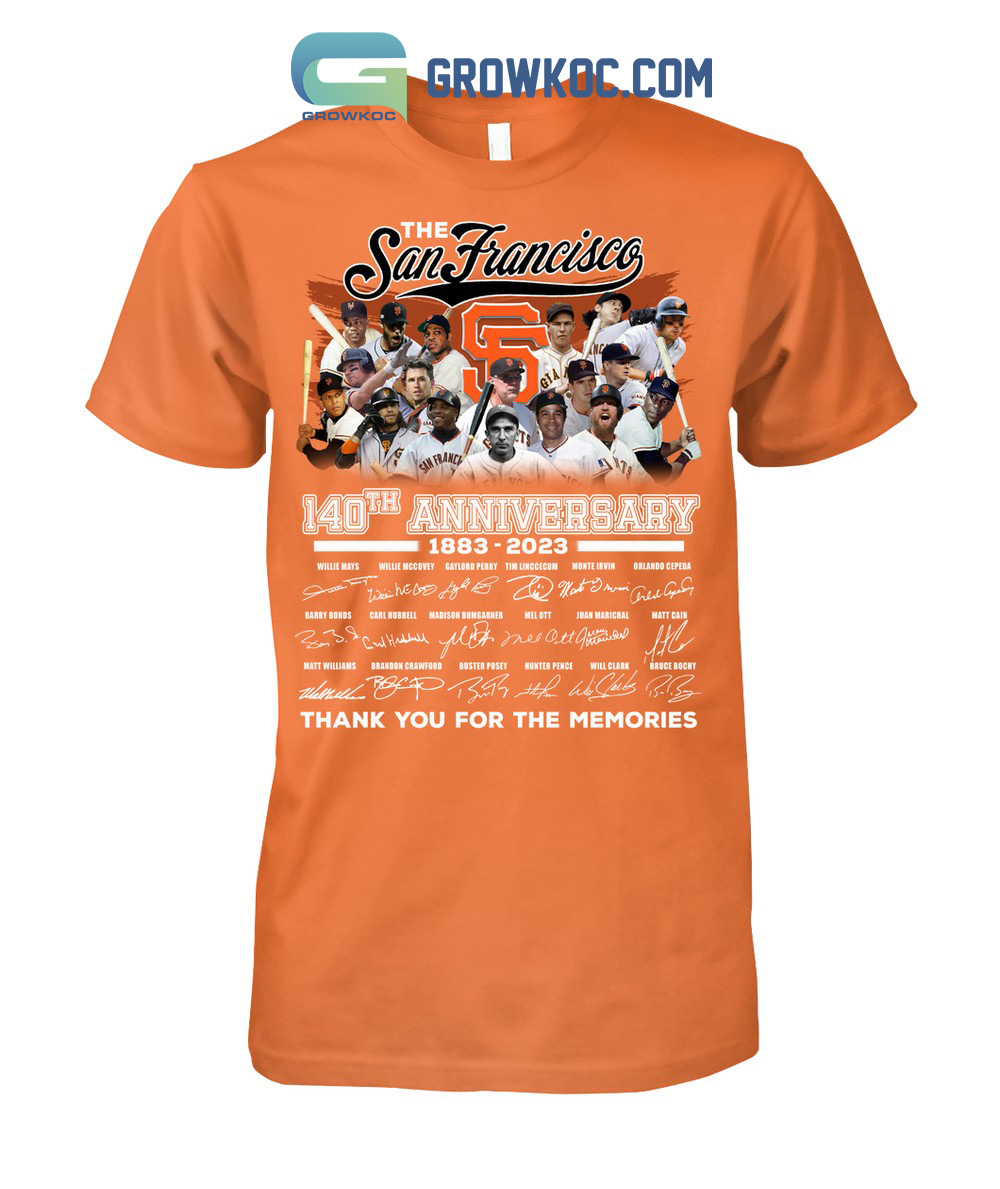 GROWKOC.COM
GROWKOC
THE
San Francisco
SF
140TH ANNIVERSARY
1883 - 2023
WILLIE MAYS WILLIE MCCOVEY GAYLORD PERRY TIM LINCCECUM MONTE IRVIN ORLANDO CEPEDA
BARRY BONDS CARL HUBBELL MADISON BUMGARNER MEL OTT JUAN MARICHAL MATT CAIN
MATT WILLIAMS BRANDON CRAWFORD BUSTER POSEY HUNTER PENCE WILL CLARK BRUCE BOCHY
THANK YOU FOR THE MEMORIES